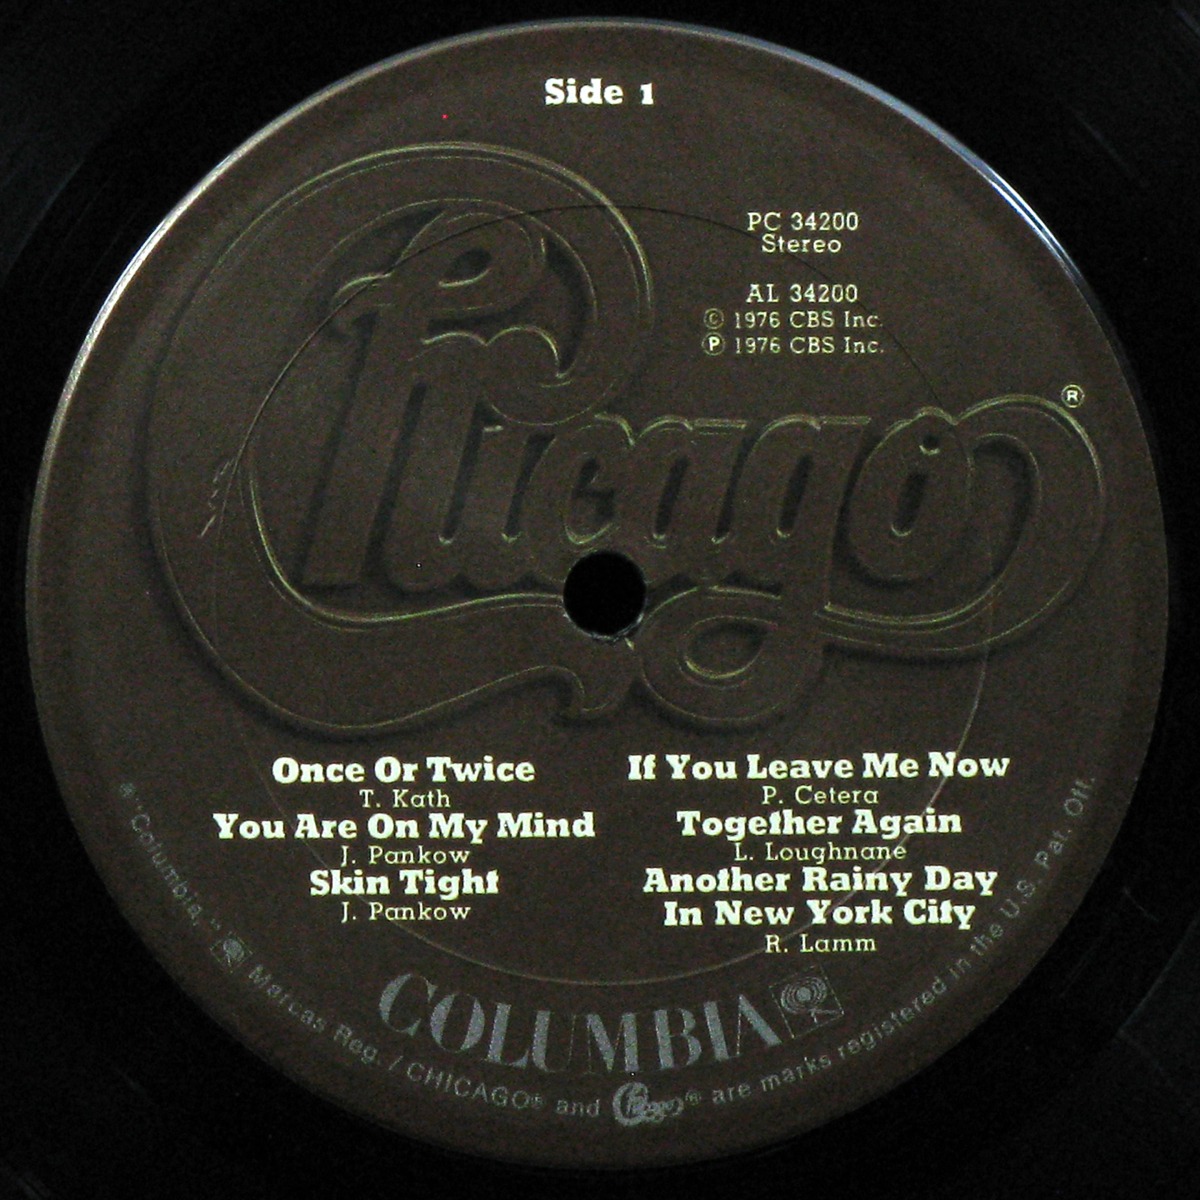 Side 1
PC 34200
Stereo
AL 34200
© 1976 CBS Inc.
Ⓟ 1976 CBS Inc.
Chicago®
Once Or Twice
T. Kath
You Are On My Mind
J. Pankow
Skin Tight
J. Pankow
If You Leave Me Now
P. Cetera
Together Again
L. Loughnane
Another Rainy Day
In New York City
R. Lamm
COLUMBIA
"Columbia," Marcas Reg. / CHICAGO® and Chicago® are marks registered in the U.S. Pat. Off.